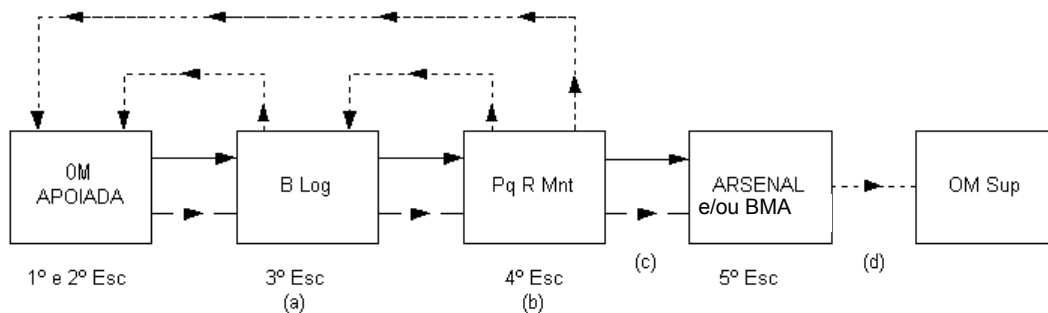 OM
APOIADA
B Log
Pq R Mnt
ARSENAL
e/ou BMA
OM Sup
1º e 2º Esc
3º Esc
(a)
4º Esc
(b)
(c)
5º Esc
(d)